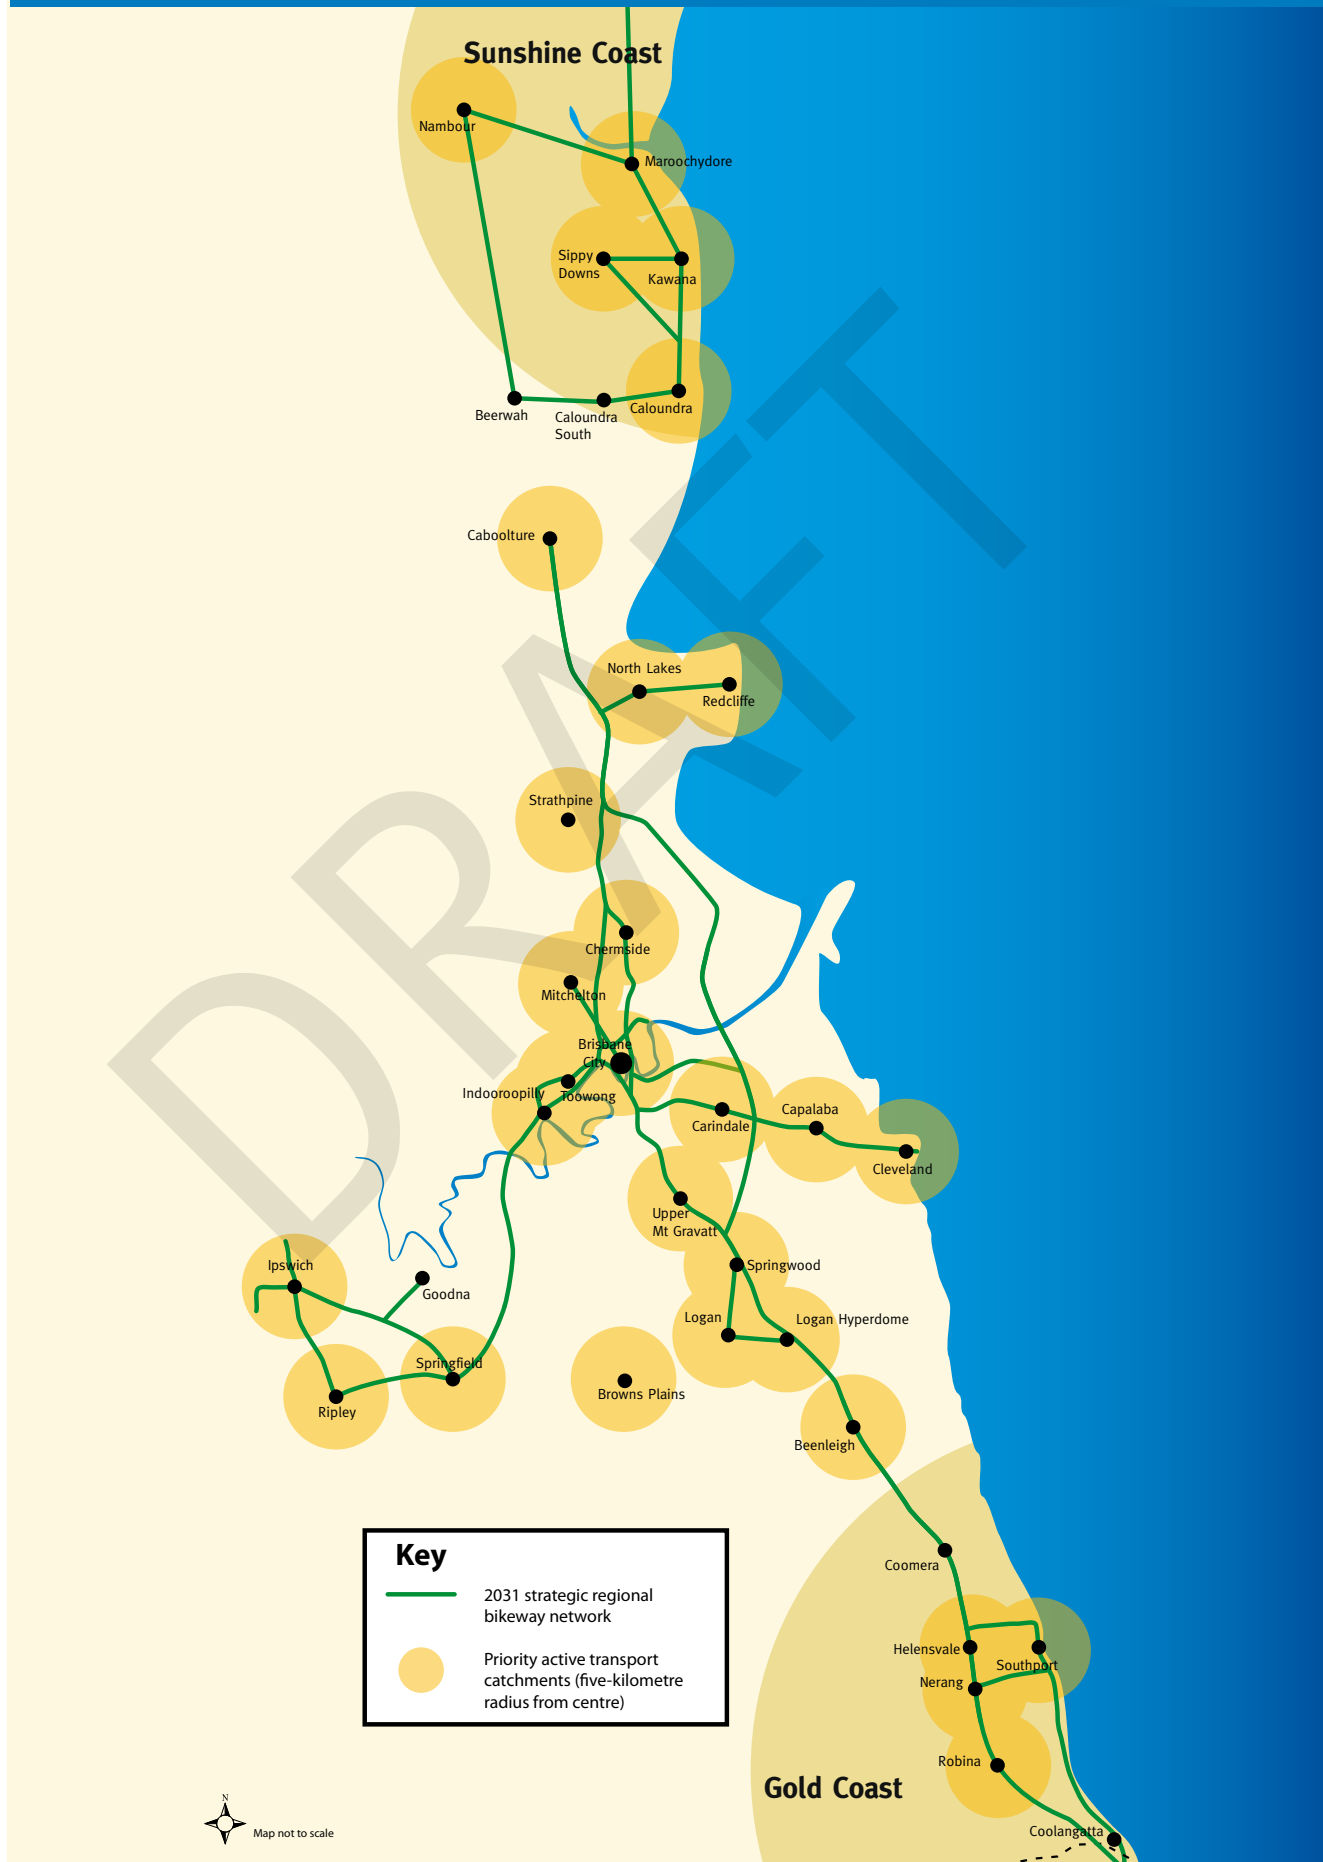 Sunshine Coast
Nambour
Maroochydore
Sippy
Downs
Kawana
Beerwah
Caloundra
South
Caloundra
Caboolture
North Lakes
Redcliffe
Strathpine
Chermside
Mitchelton
Brisbane
City
Indooroopilly
Toowong
Carindale
Capalaba
Cleveland
Upper
Mt Gravatt
Springwood
Ipswich
Goodna
Logan
Logan Hyperdome
Springfield
Ripley
Browns Plains
Beenleigh
DRAFT
Key
2031 strategic regional
bikeway network
Priority active transport
catchments (five-kilometre
radius from centre)
Coomera
Helensvale
Southport
Nerang
Robina
Gold Coast
Coolangatta
N
Map not to scale